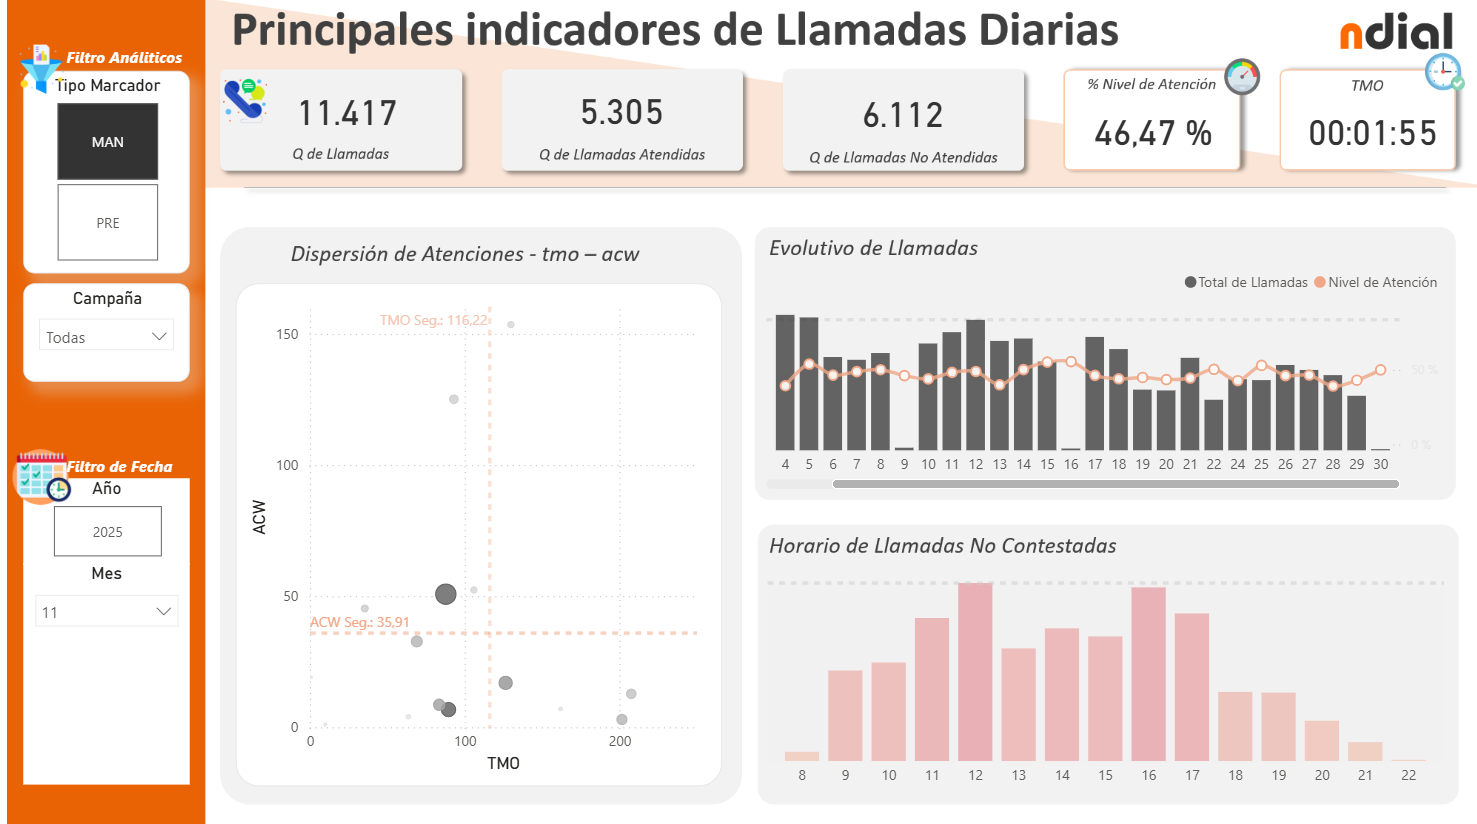 Principales indicadores de Llamadas Diarias
ndial
Filtro Análiticos
Tipo Marcador
MAN
PRE
Campaña
Todas
Filtro de Fecha
Año
2025
Mes
11
11.417
Q de Llamadas
5.305
Q de Llamadas Atendidas
6.112
Q de Llamadas No Atendidas
% Nivel de Atención
46,47 %
TMO
00:01:55
Dispersión de Atenciones - tmo – acw
TMO Seg.: 116,22
150
100
ACW
50
ACW Seg.: 35,91
0
0 100 200
TMO
Evolutivo de Llamadas
Total de Llamadas Nivel de Atención
50 %
0 %
4 5 6 7 8 9 10 11 12 13 14 15 16 17 18 19 20 21 22 24 25 26 27 28 29 30
Horario de Llamadas No Contestadas
8 9 10 11 12 13 14 15 16 17 18 19 20 21 22